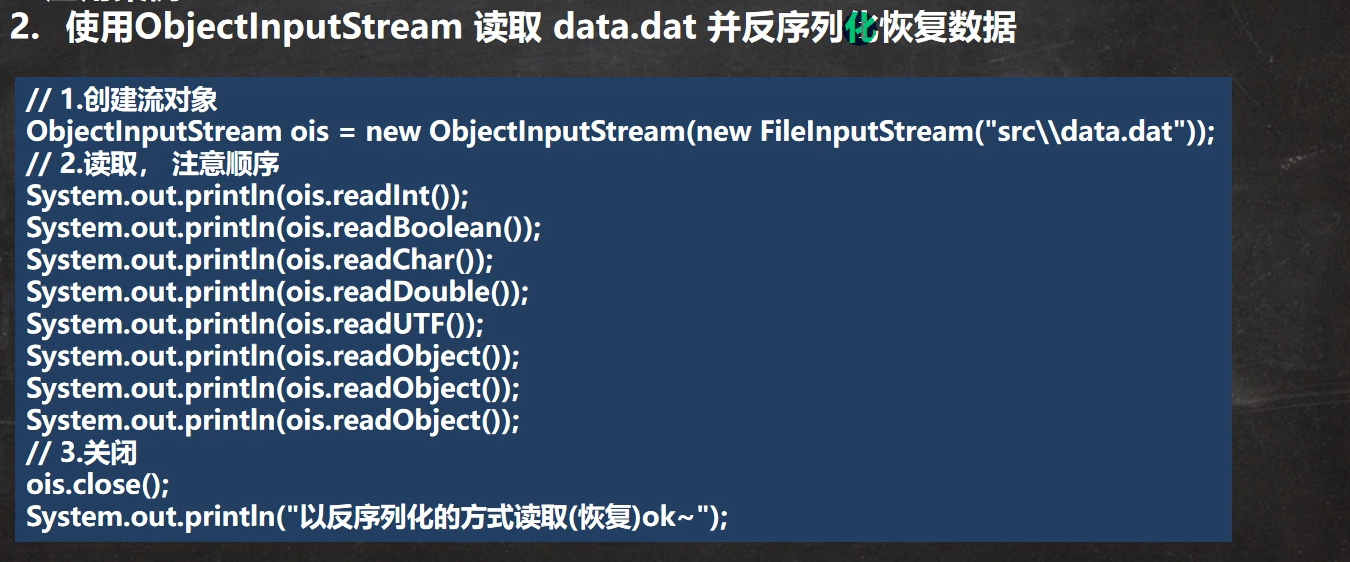 2. 使用ObjectInputStream 读取 data.dat 并反序列化恢复数据
// 1.创建流对象
ObjectInputStream ois = new ObjectInputStream(new FileInputStream("src\\data.dat"));
// 2.读取， 注意顺序
System.out.println(ois.readInt());
System.out.println(ois.readBoolean());
System.out.println(ois.readChar());
System.out.println(ois.readDouble());
System.out.println(ois.readUTF());
System.out.println(ois.readObject());
System.out.println(ois.readObject());
System.out.println(ois.readObject());
// 3.关闭
ois.close();
System.out.println("以反序列化的方式读取(恢复)ok~");